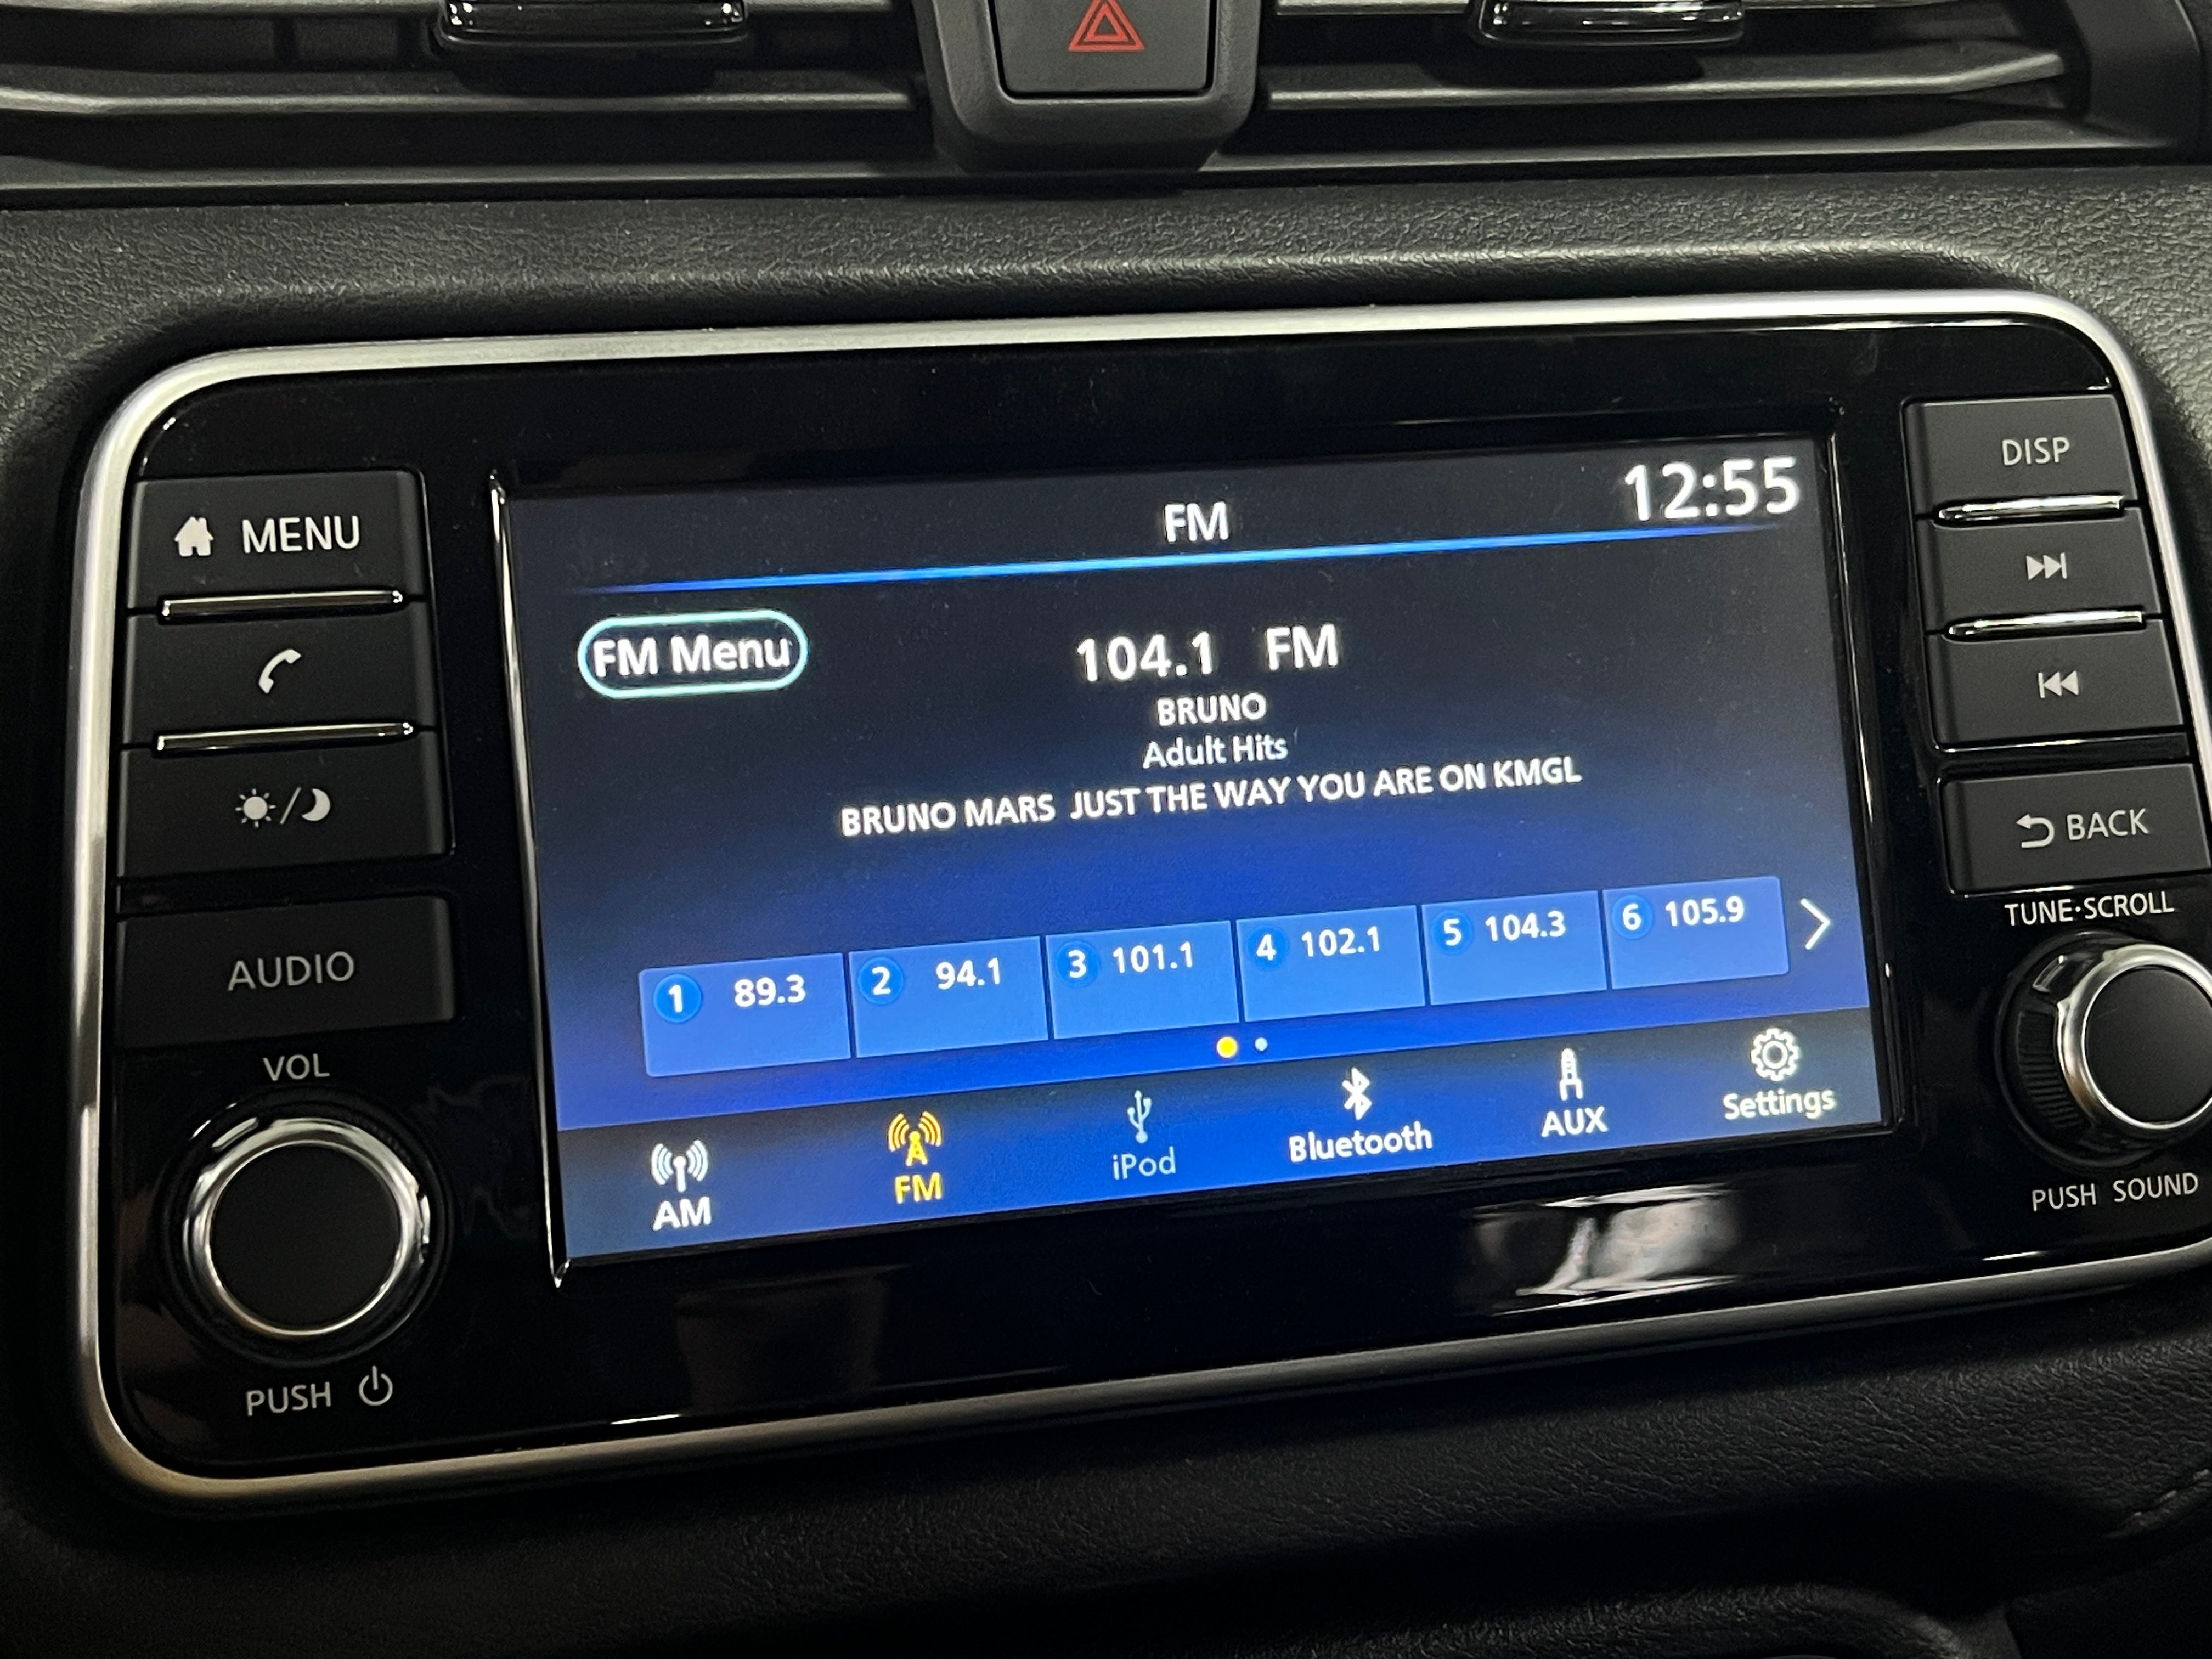 MENU
AUDIO
VOL
PUSH
FM
12:55
FM Menu
104.1 FM
BRUNO
Adult Hits
BRUNO MARS JUST THE WAY YOU ARE ON KMGL
1 89.3
2 94.1
3 101.1
4 102.1
5 104.3
6 105.9
AM
FM
iPod
Bluetooth
AUX
Settings
DISP
BACK
TUNE·SCROLL
PUSH SOUND